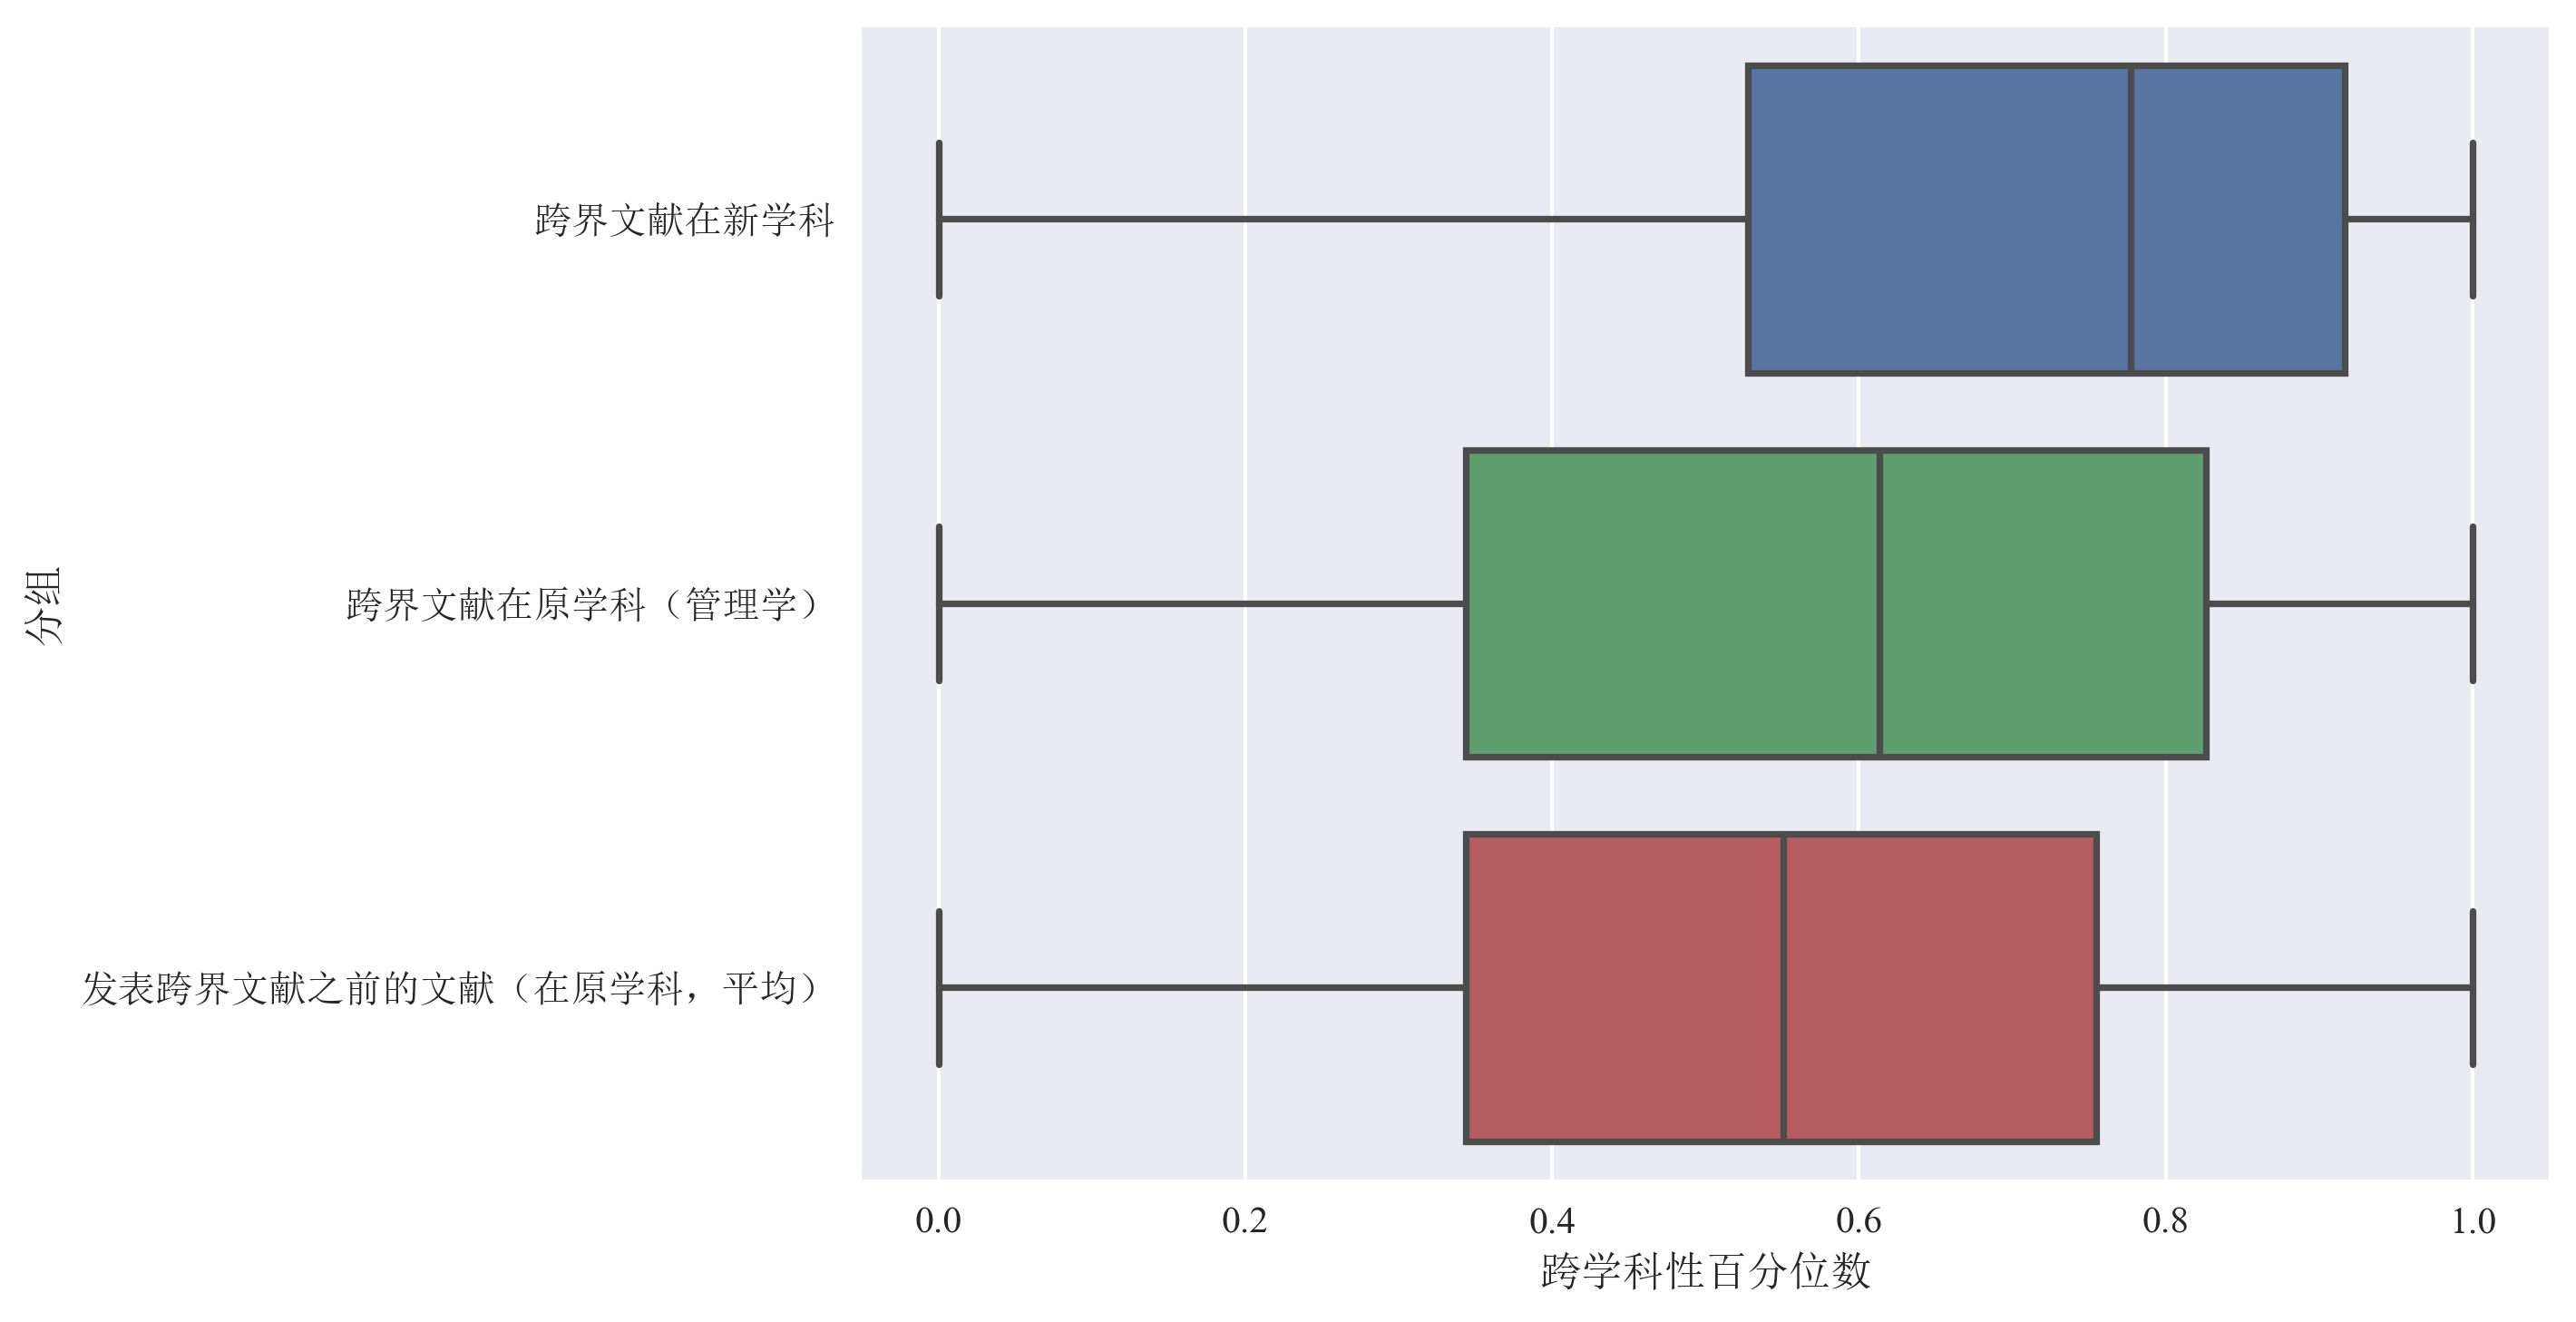 跨界文献在新学科
跨界文献在原学科（管理学）
发表跨界文献之前的文献（在原学科，平均）
分组
0.0 0.2 0.4 0.6 0.8 1.0
跨学科性百分位数